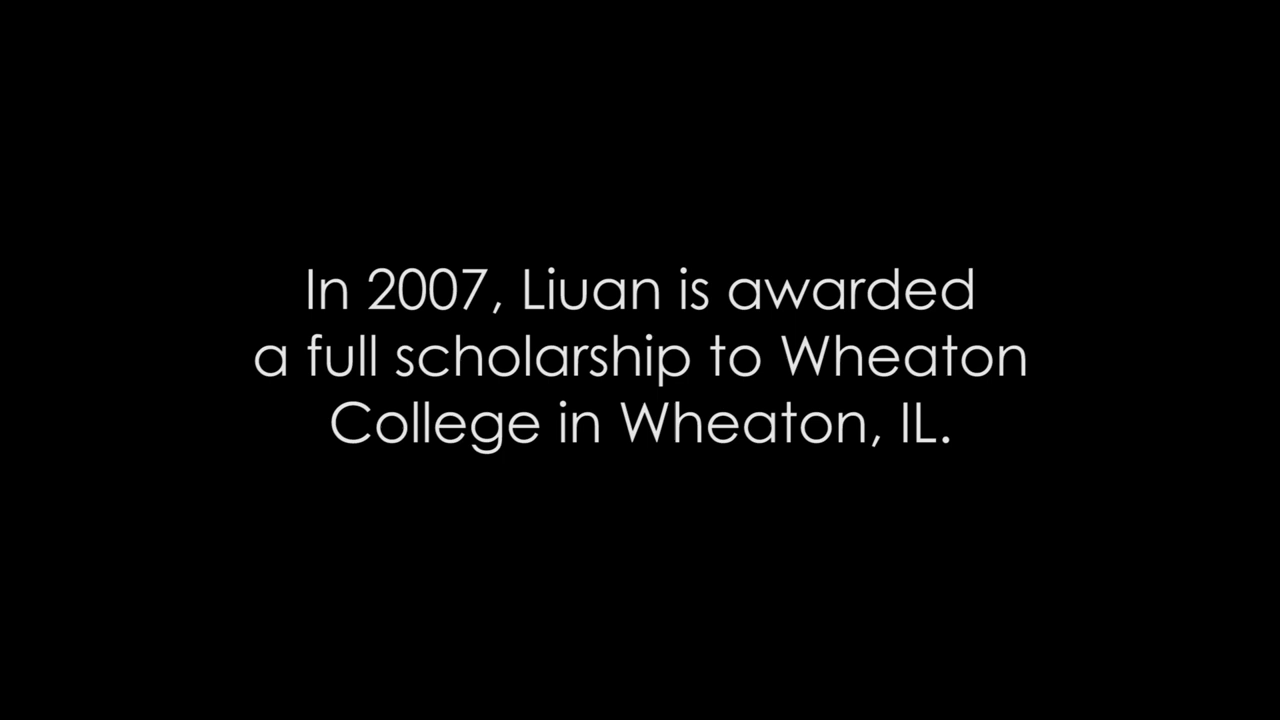 In 2007, Liuan is awarded
a full scholarship to Wheaton
College in Wheaton, IL.